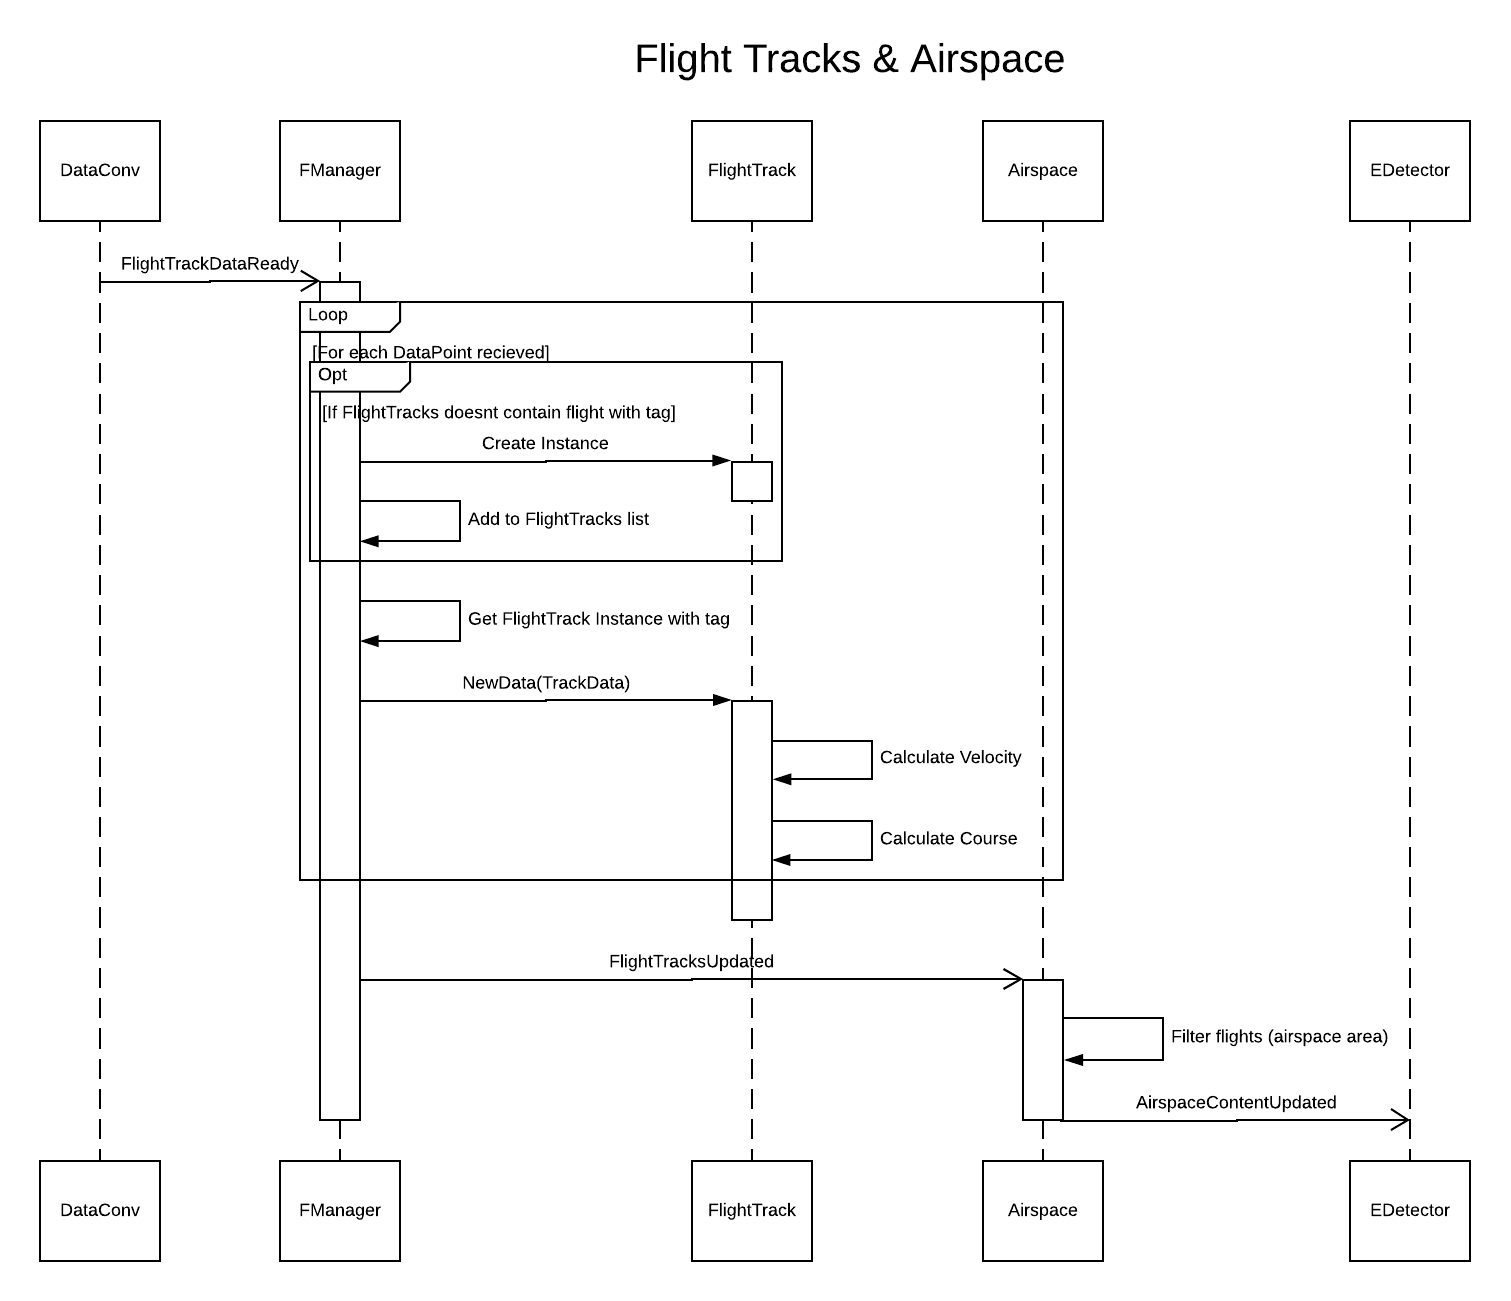 Flight Tracks & Airspace
DataConv
FManager
FlightTrack
Airspace
EDetector
FlightTrackDataReady
Loop
[For each DataPoint recieved]
Opt
[If FlightTracks doesnt contain flight with tag]
Create Instance
Add to FlightTracks list
Get FlightTrack Instance with tag
NewData(TrackData)
Calculate Velocity
Calculate Course
FlightTracksUpdated
Filter flights (airspace area)
AirspaceContentUpdated
DataConv
FManager
FlightTrack
Airspace
EDetector